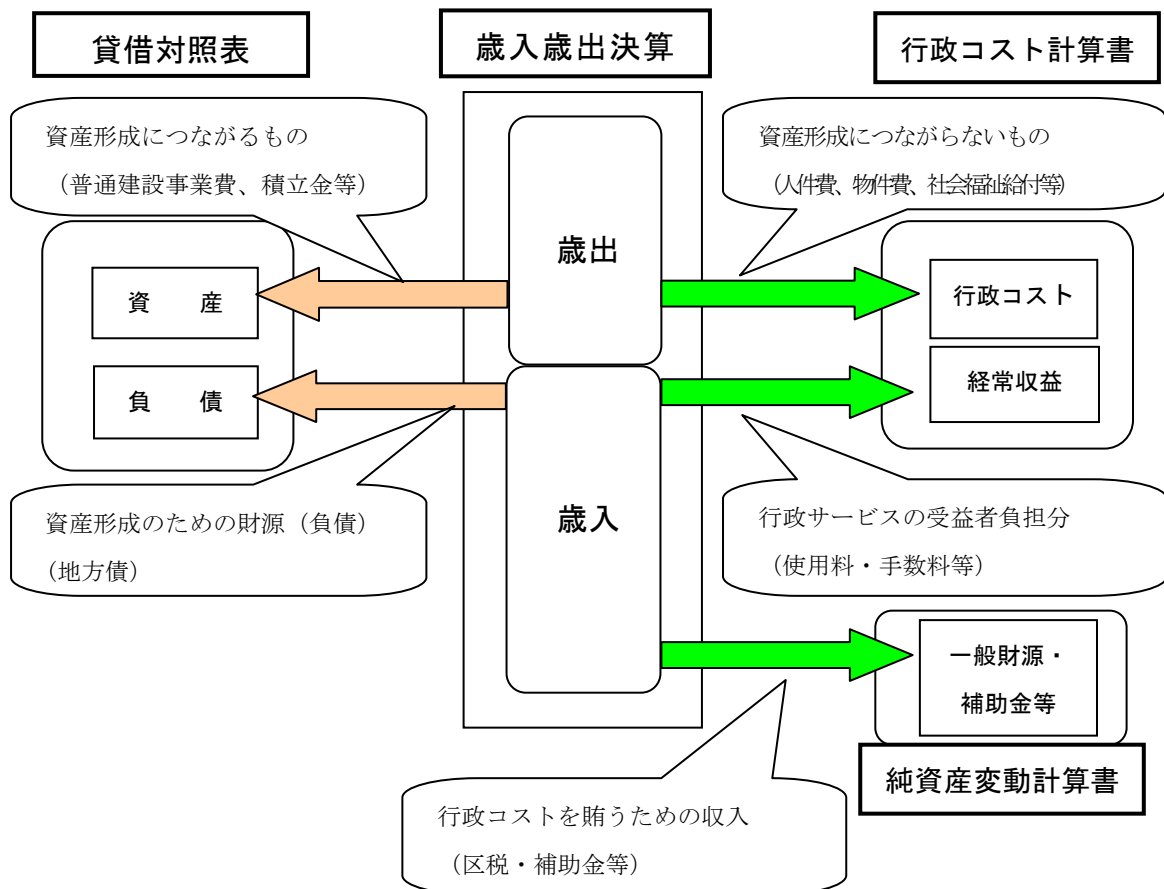 貸借対照表
歳入歳出決算
行政コスト計算書
資産形成につながるもの
（普通建設事業費、積立金等）
資産形成につながらないもの
（人件費、物件費、社会福祉給付等）
歳出
資　産
行政コスト
負　債
経常収益
資産形成のための財源（負債）
（地方債）
歳入
行政サービスの受益者負担分
（使用料・手数料等）
一般財源・
補助金等
純資産変動計算書
行政コストを賄うための収入
（区税・補助金等）